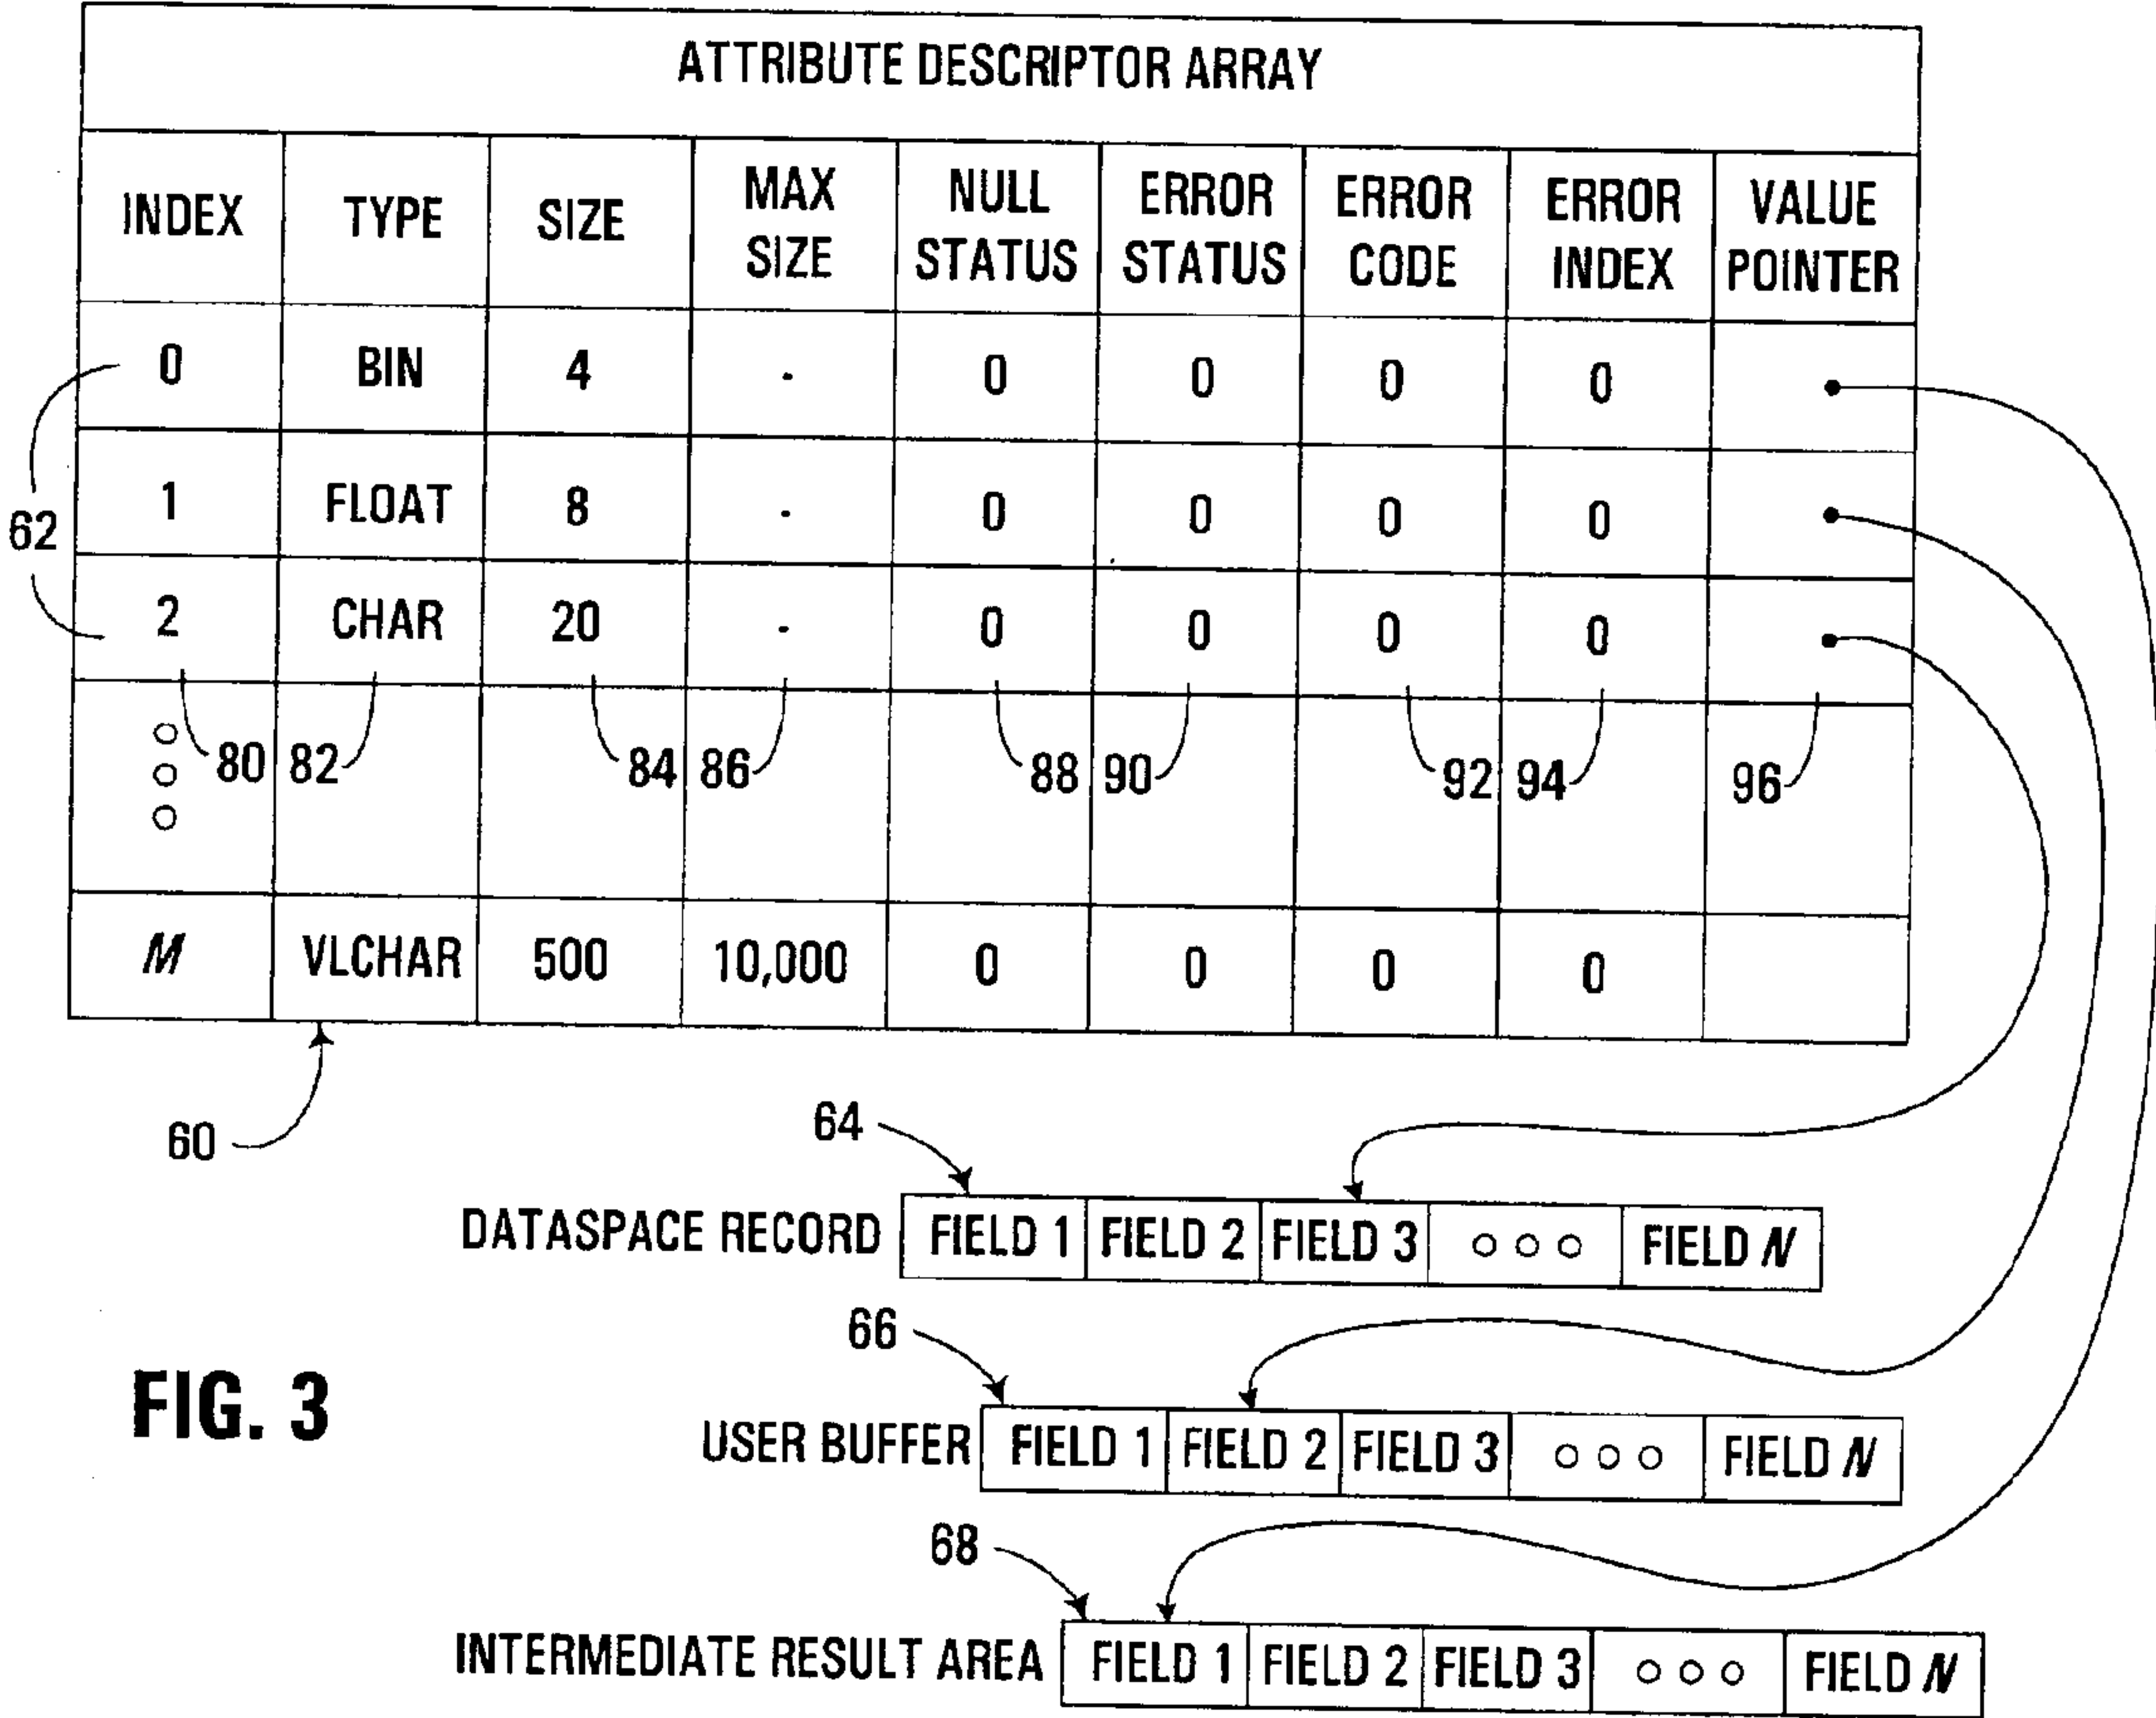 ATTRIBUTE DESCRIPTOR ARRAY
INDEX TYPE SIZE MAX SIZE NULL STATUS ERROR STATUS ERROR CODE ERROR INDEX VALUE POINTER
0 BIN 4 - 0 0 0 0
1 FLOAT 8 - 0 0 0 0
62
2 CHAR 20 - 0 0 0 0
80 82 84 86 88 90 92 94 96
M VLCHAR 500 10,000 0 0 0 0
60
64
DATASPACE RECORD FIELD 1 FIELD 2 FIELD 3 FIELD N
66
FIG. 3
USER BUFFER FIELD 1 FIELD 2 FIELD 3 FIELD N
68
INTERMEDIATE RESULT AREA FIELD 1 FIELD 2 FIELD 3 FIELD N